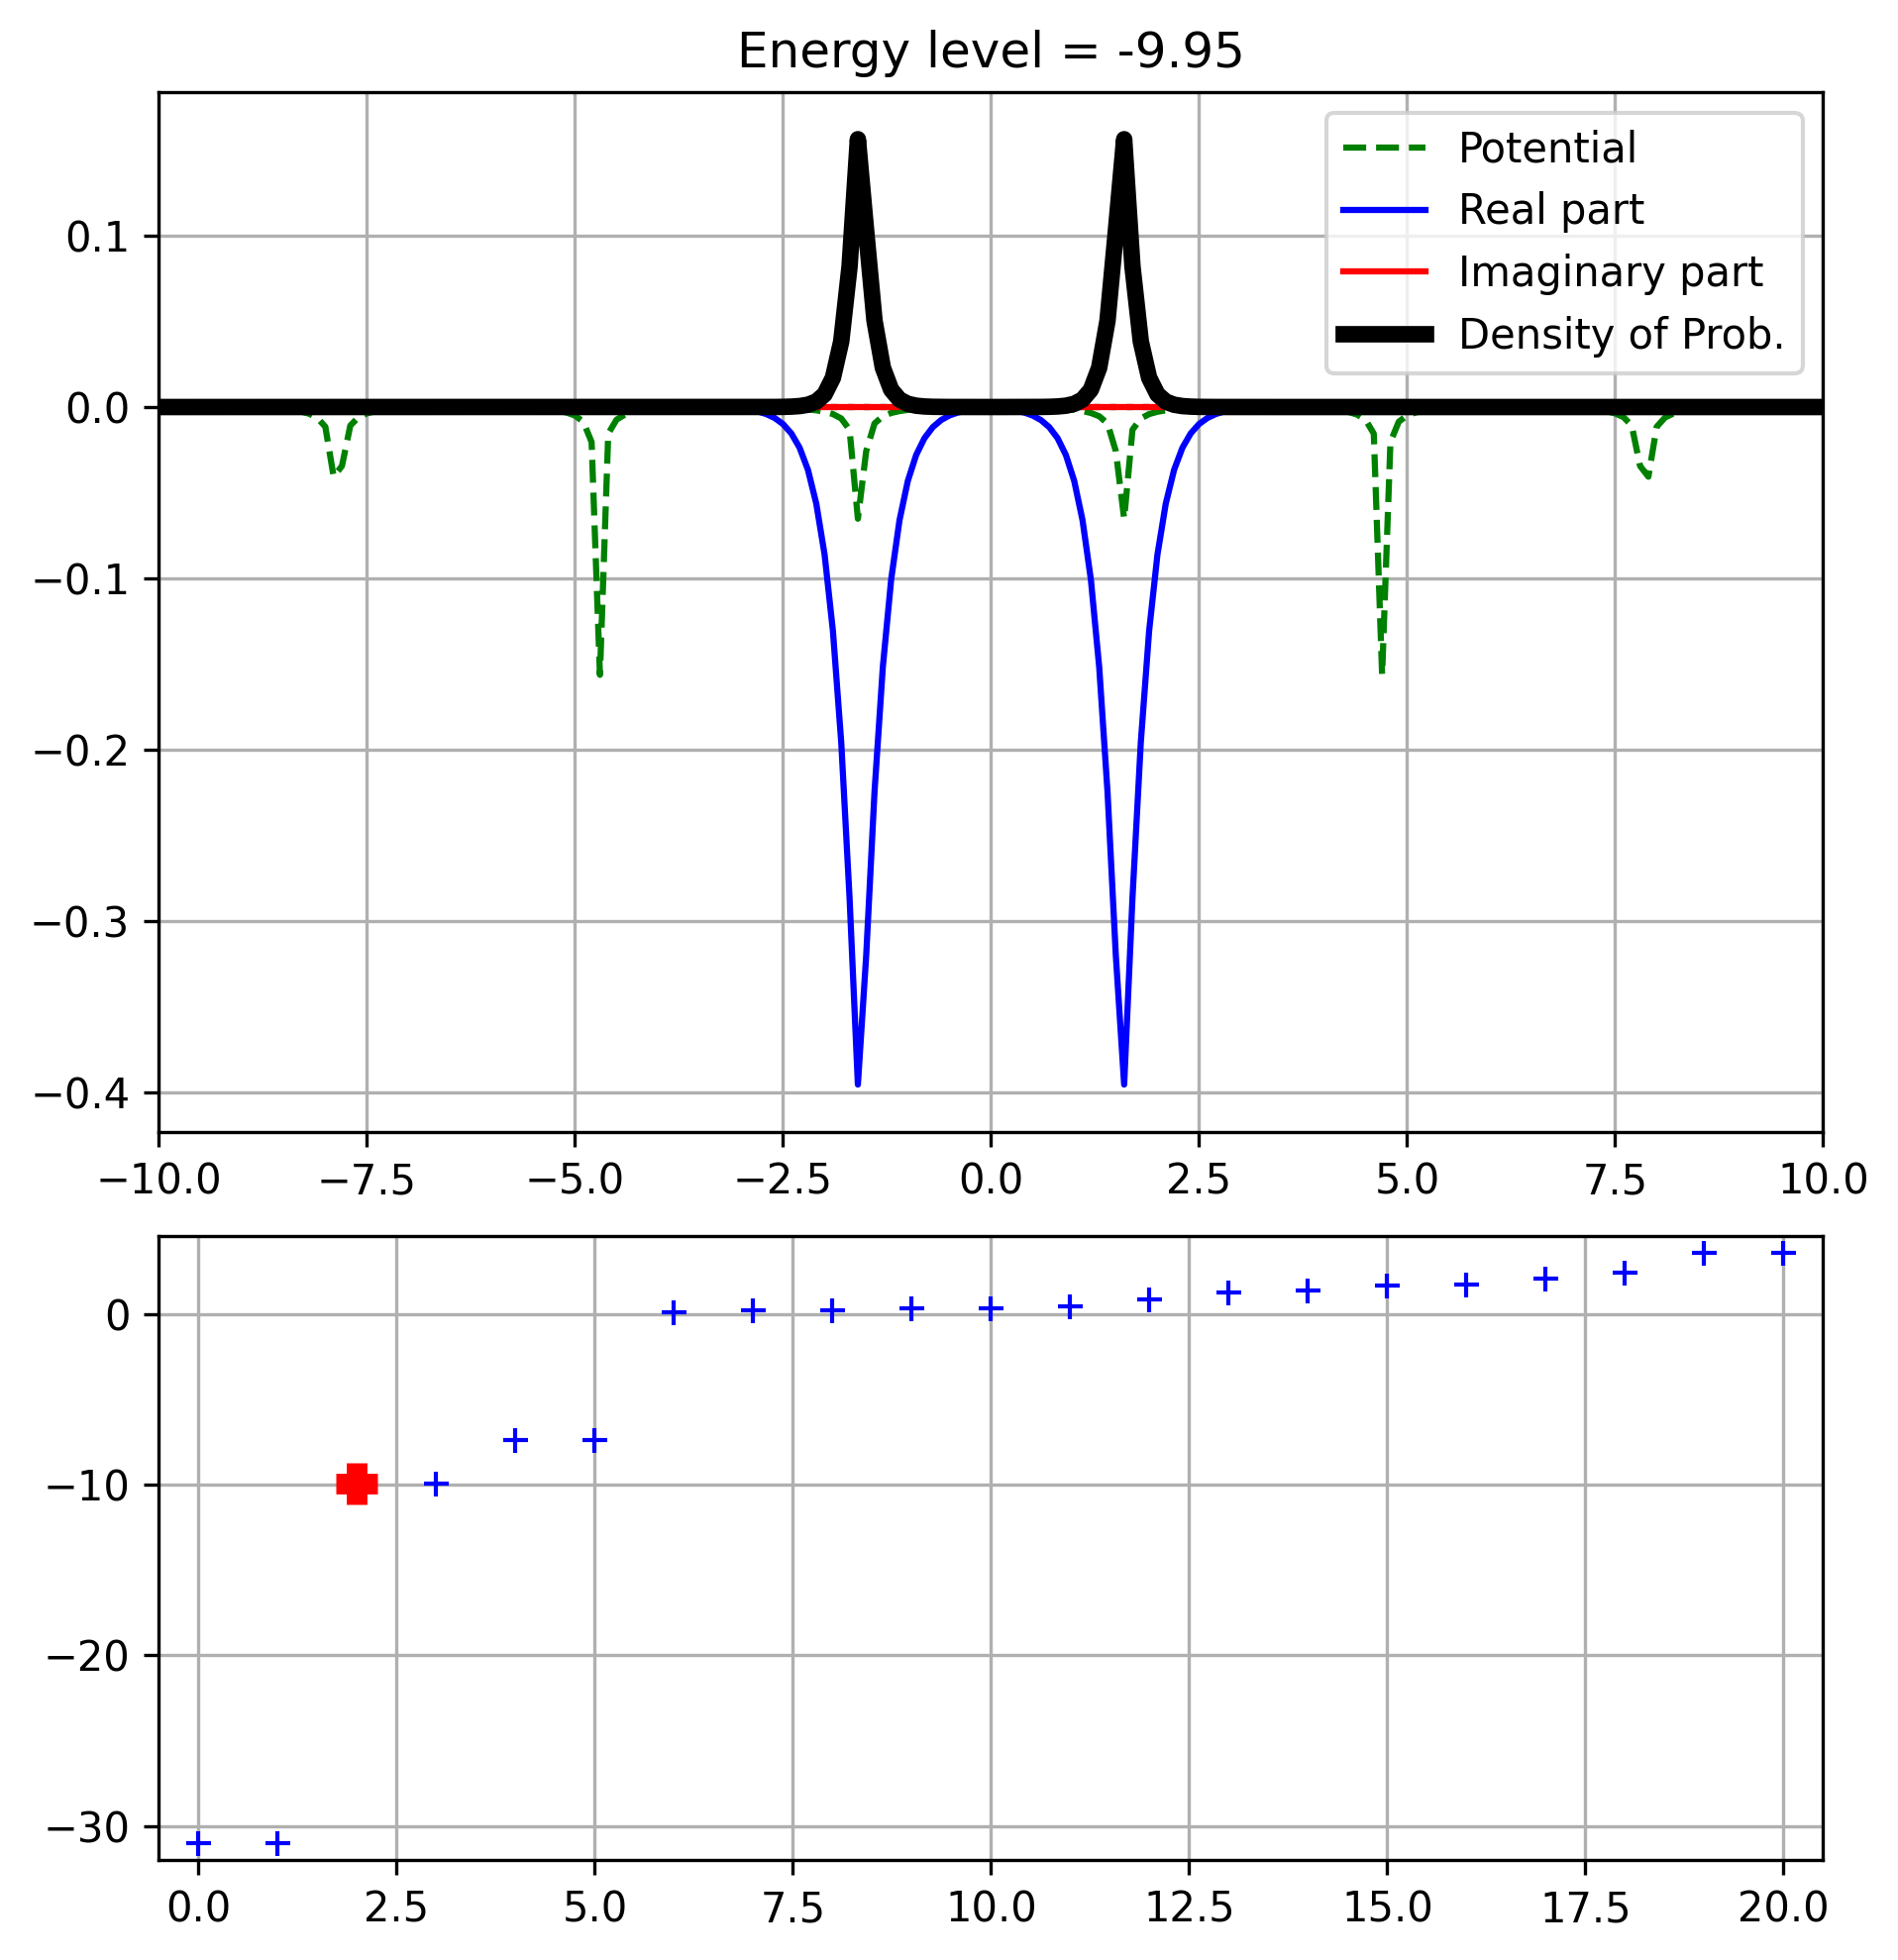 Energy level = -9.95
Potential
Real part
Imaginary part
Density of Prob.
0.1
0.0
−0.1
−0.2
−0.3
−0.4
−10.0 −7.5 −5.0 −2.5 0.0 2.5 5.0 7.5 10.0
0
−10
−20
−30
0.0 2.5 5.0 7.5 10.0 12.5 15.0 17.5 20.0